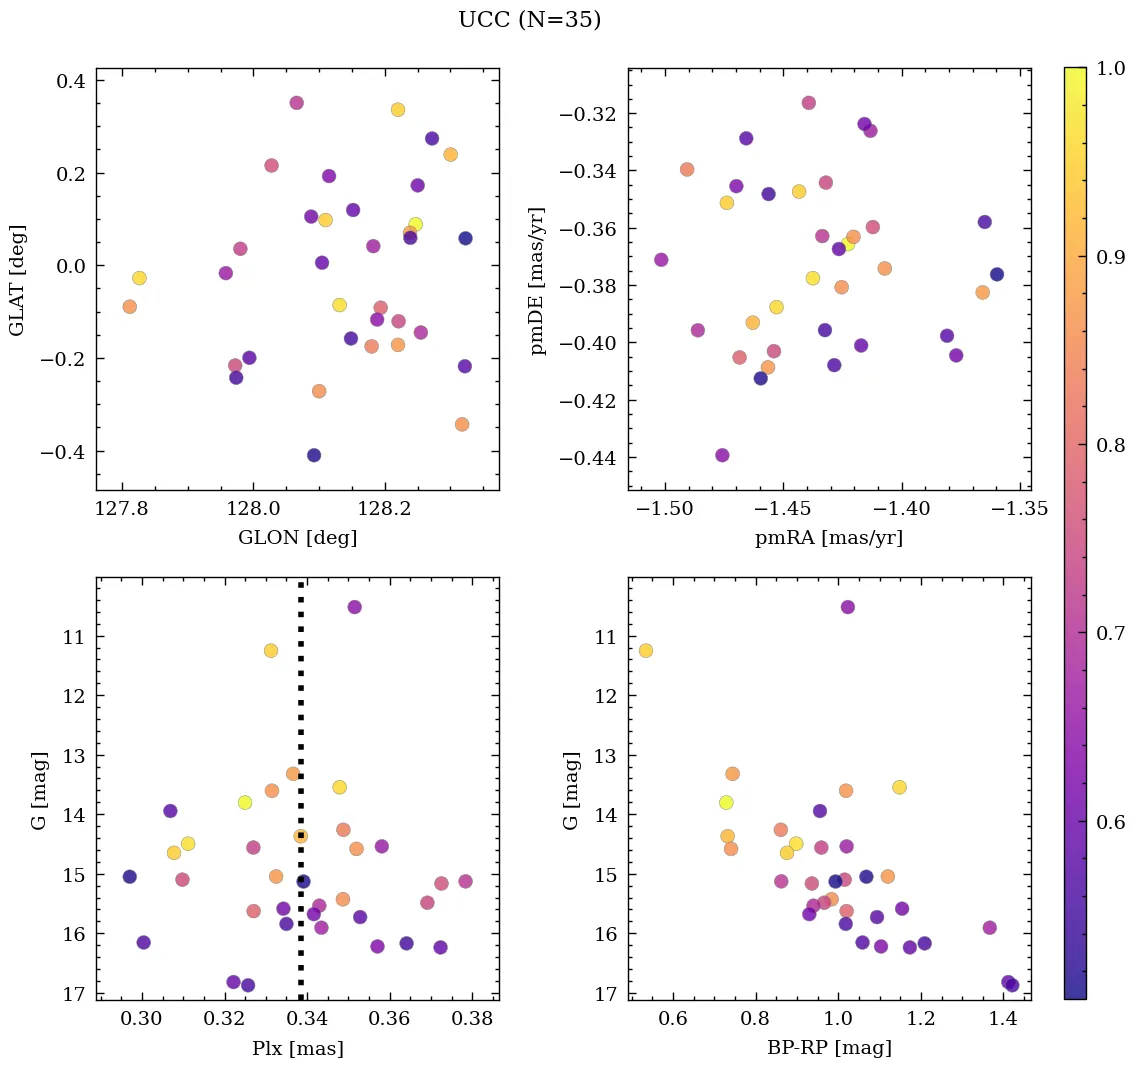 UCC (N=35)
0.4
0.2
0.0
−0.2
−0.4
GLAT [deg]
127.8 128.0 128.2
GLON [deg]
−0.32
−0.34
−0.36
−0.38
−0.40
−0.42
−0.44
pmDE [mas/yr]
−1.50 −1.45 −1.40 −1.35
pmRA [mas/yr]
1.0
0.9
0.8
0.7
0.6
11
12
13
14
15
16
17
G [mag]
0.30 0.32 0.34 0.36 0.38
Plx [mas]
11
12
13
14
15
16
17
G [mag]
0.6 0.8 1.0 1.2 1.4
BP-RP [mag]